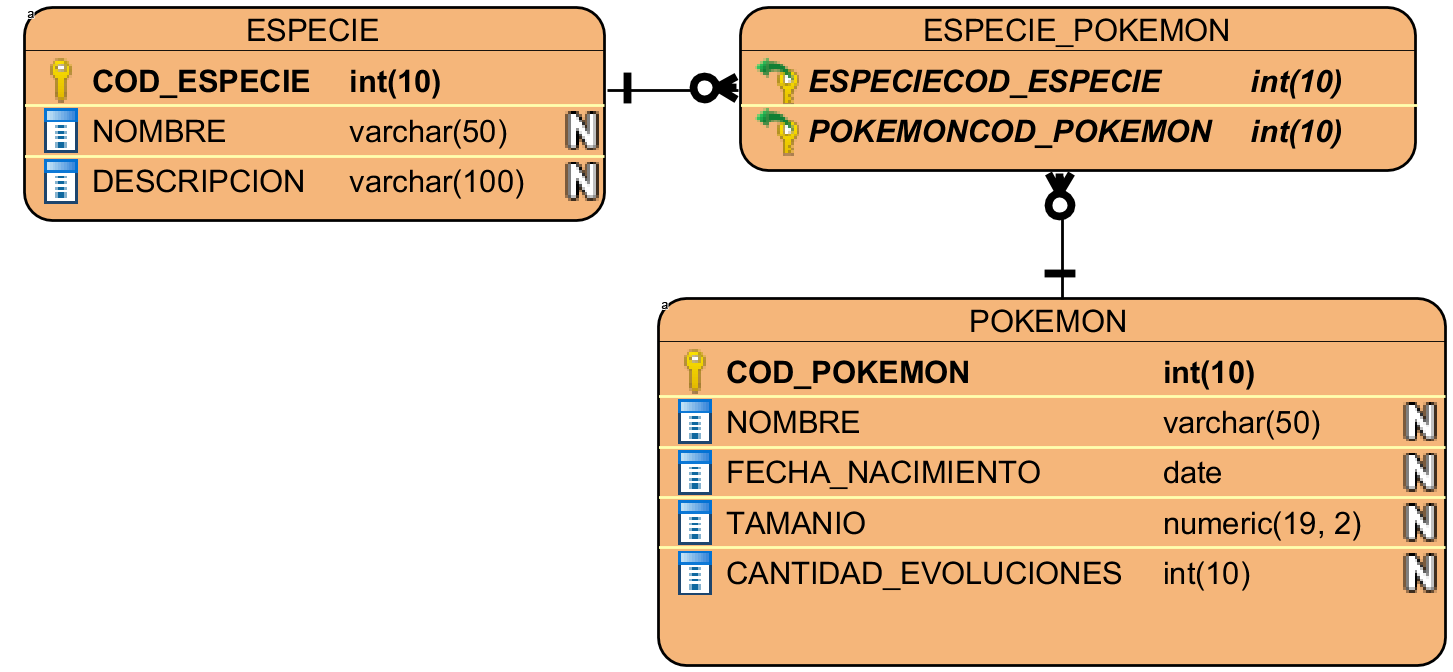 a
ESPECIE
COD_ESPECIE int(10)
NOMBRE varchar(50) N
DESCRIPCION varchar(100) N
ESPECIE_POKEMON
ESPECIECOD_ESPECIE int(10)
POKEMONCOD_POKEMON int(10)
a
POKEMON
COD_POKEMON int(10)
NOMBRE varchar(50) N
FECHA_NACIMIENTO date N
TAMANIO numeric(19, 2) N
CANTIDAD_EVOLUCIONES int(10) N